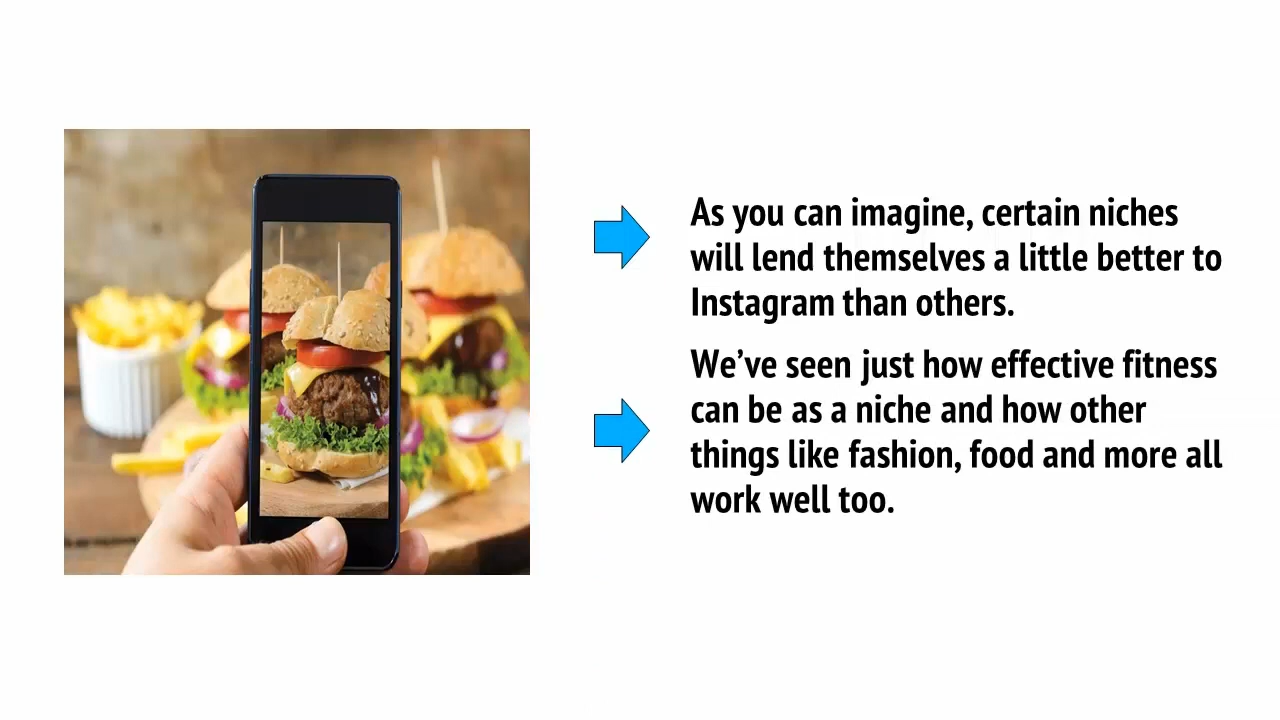 As you can imagine, certain niches
will lend themselves a little better to
Instagram than others.
We’ve seen just how effective fitness
can be as a niche and how other
things like fashion, food and more all
work well too.